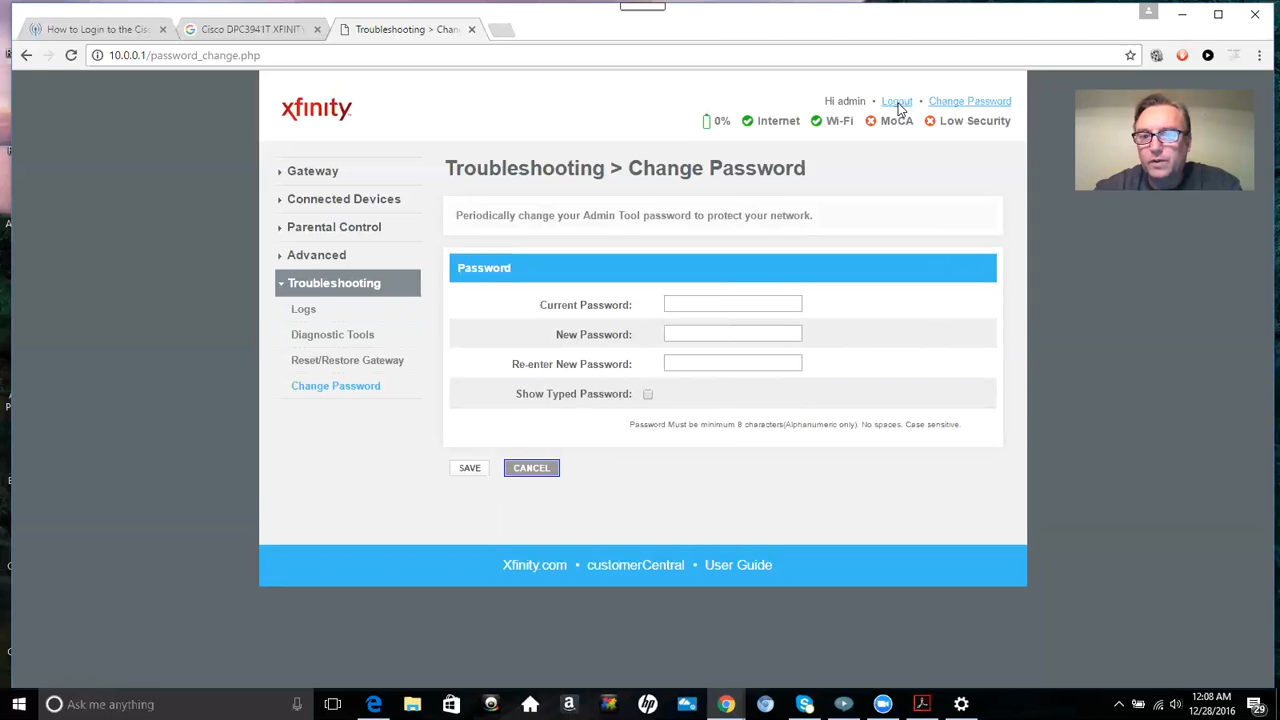 How to Login to the Cisc
Cisco DPC3941T XFINITY
Troubleshooting > Chan
10.0.0.1/password_change.php
xfinity
Hi admin • Logout • Change Password
0% Internet Wi-Fi MoCA Low Security
Gateway
Connected Devices
Parental Control
Advanced
Troubleshooting
Logs
Diagnostic Tools
Reset/Restore Gateway
Change Password
Troubleshooting > Change Password
Periodically change your Admin Tool password to protect your network.
Password
Current Password:
New Password:
Re-enter New Password:
Show Typed Password:
Password Must be minimum 8 characters(Alphanumeric only). No spaces. Case sensitive.
SAVE CANCEL
Xfinity.com • customerCentral • User Guide
Ask me anything
12:08 AM
12/28/2016
29